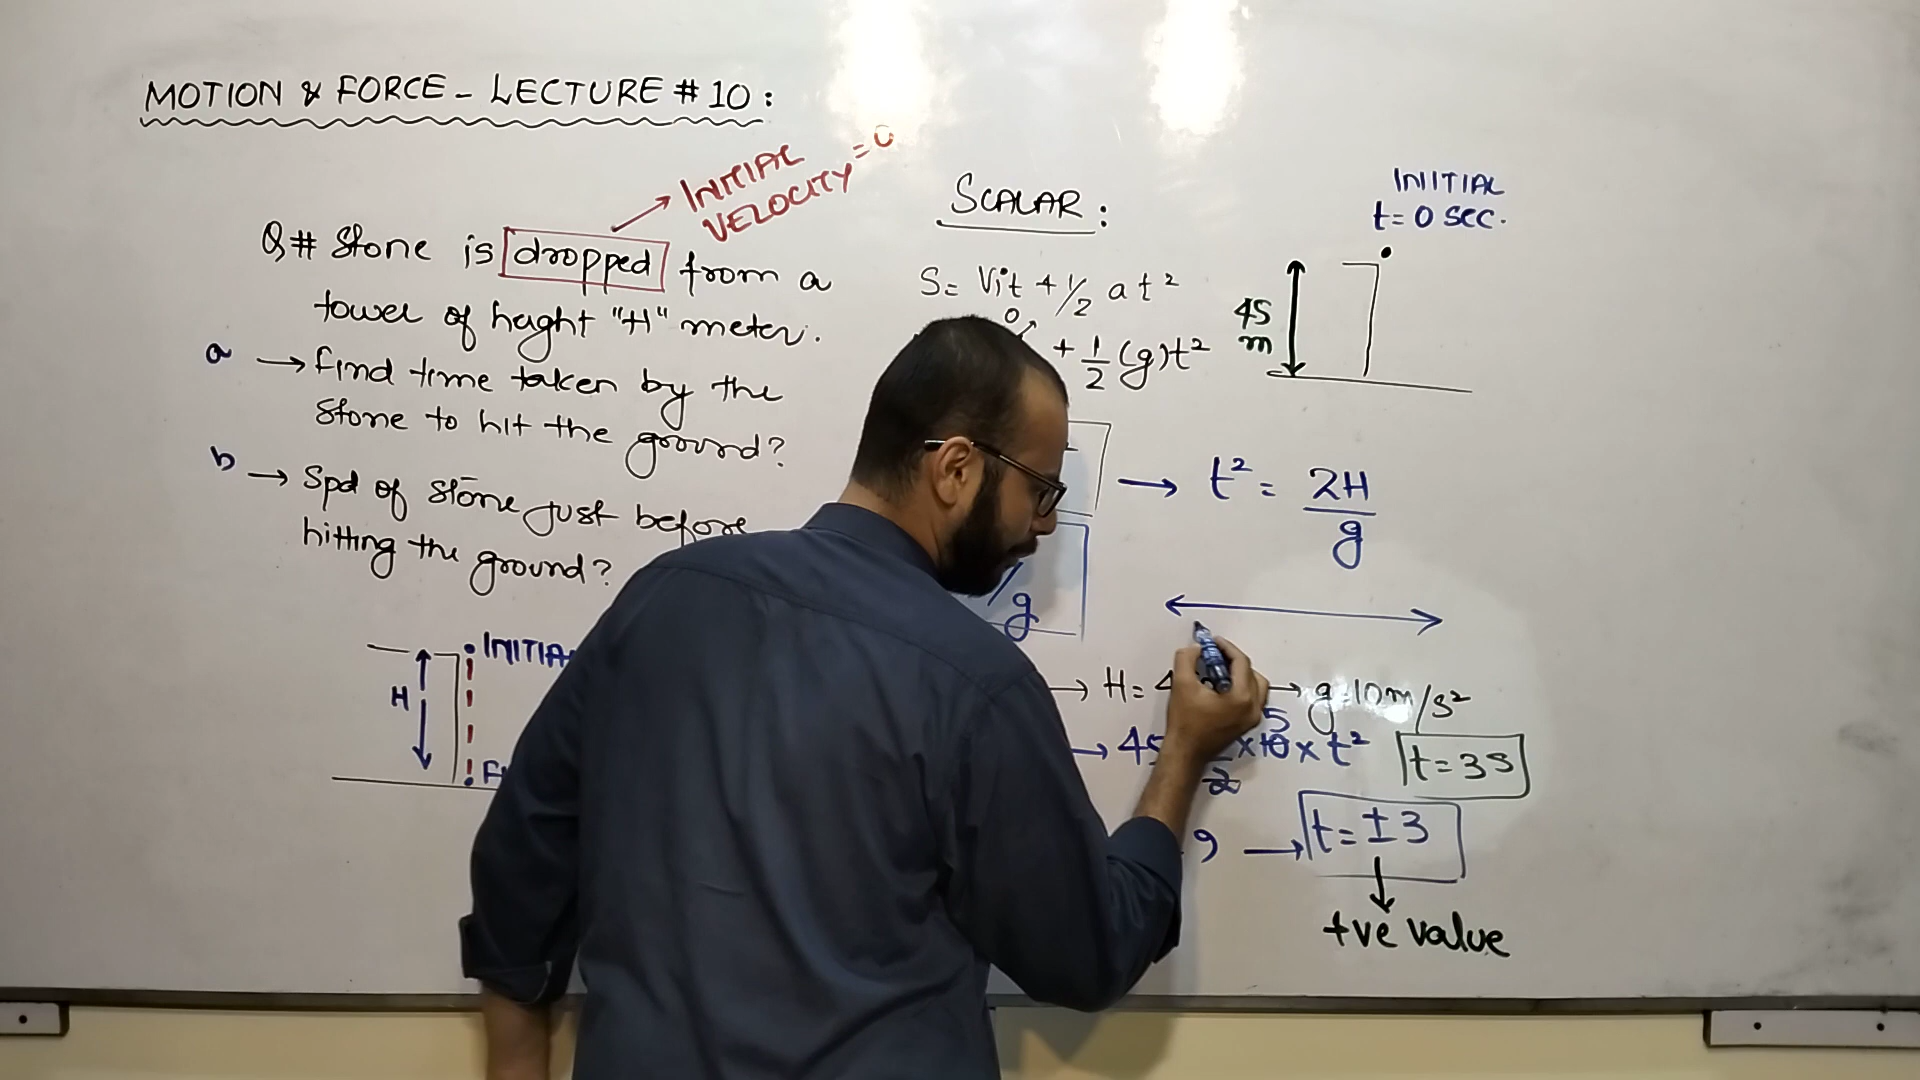 MOTION & FORCE - LECTURE # 10 :
INITIAL
VELOCITY = 0
Q# Stone is dropped from a
tower of height "H" meter.
a → find time taken by the
stone to hit the ground?
b → Spd of stone just before
hitting the ground?
INITIAL
H
SCALAR :
S = Vit + 1/2 at²
0
+ 1/2 (g)t²
→ t² = 2H/g
/g
INIITIAL
t = 0 sec.
45
m
→ H = 4 → g=10m/s²
5
→ 45 2 x 10 x t²
t = 3s
9 → t = ±3
+ve value